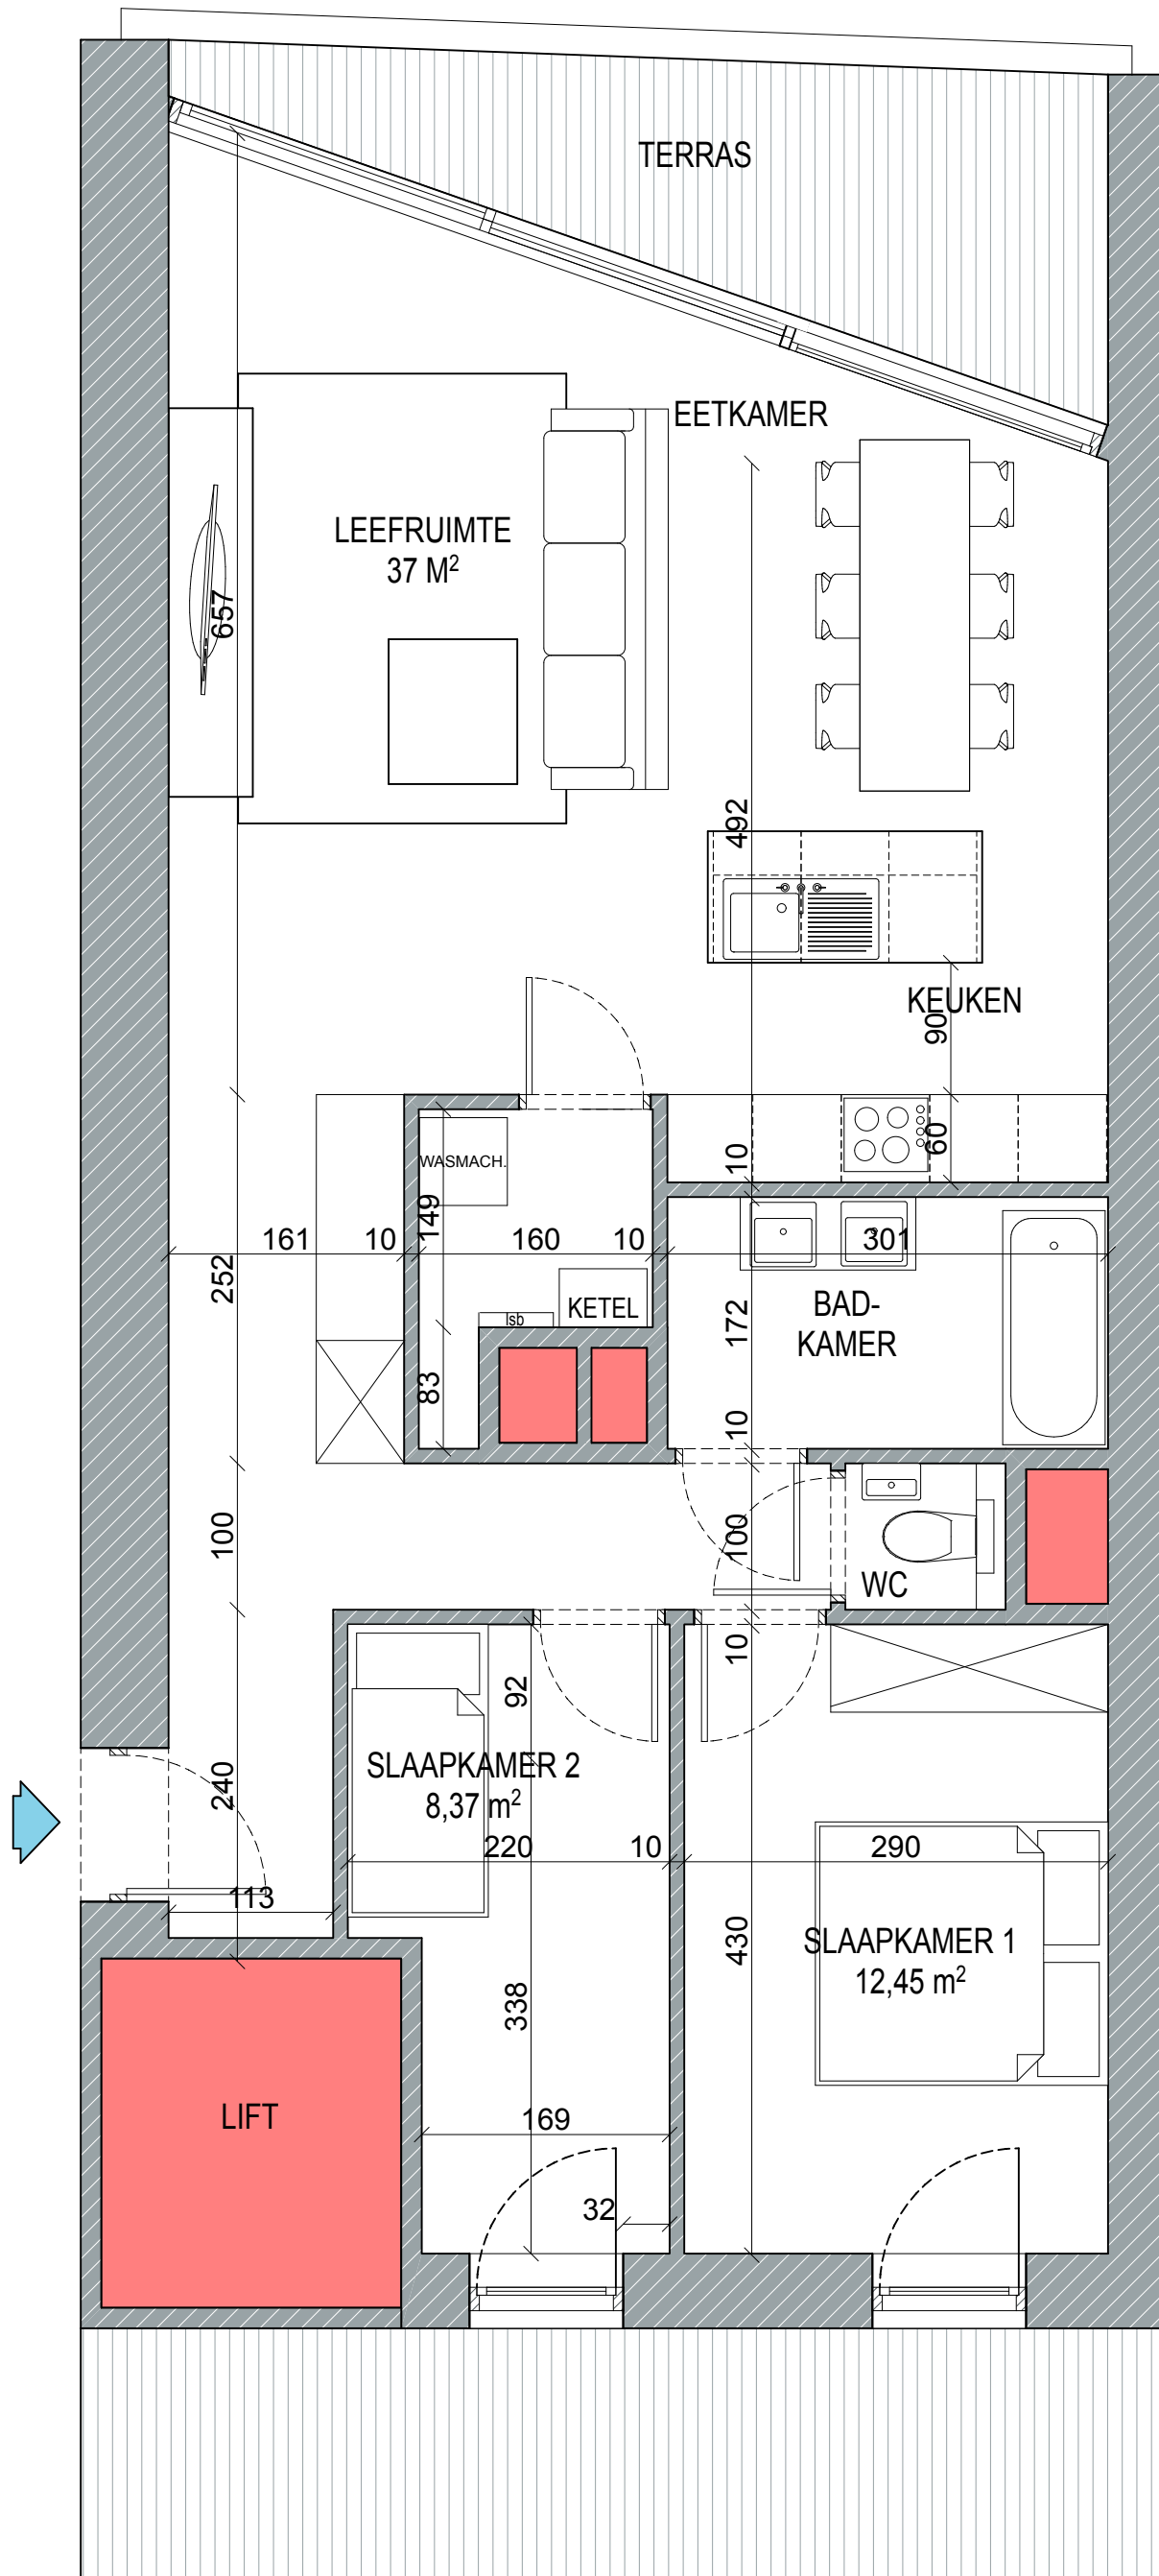 TERRAS
EETKAMER
LEEFRUIMTE
37 M²
657
492
KEUKEN
90
60
10
WASMACH.
149
161
10
160
10
301
252
KETEL
lsb
172
BAD-
KAMER
83
10
100
100
WC
10
92
SLAAPKAMER 2
8,37 m²
240
220
10
290
113
430
SLAAPKAMER 1
12,45 m²
338
LIFT
169
32